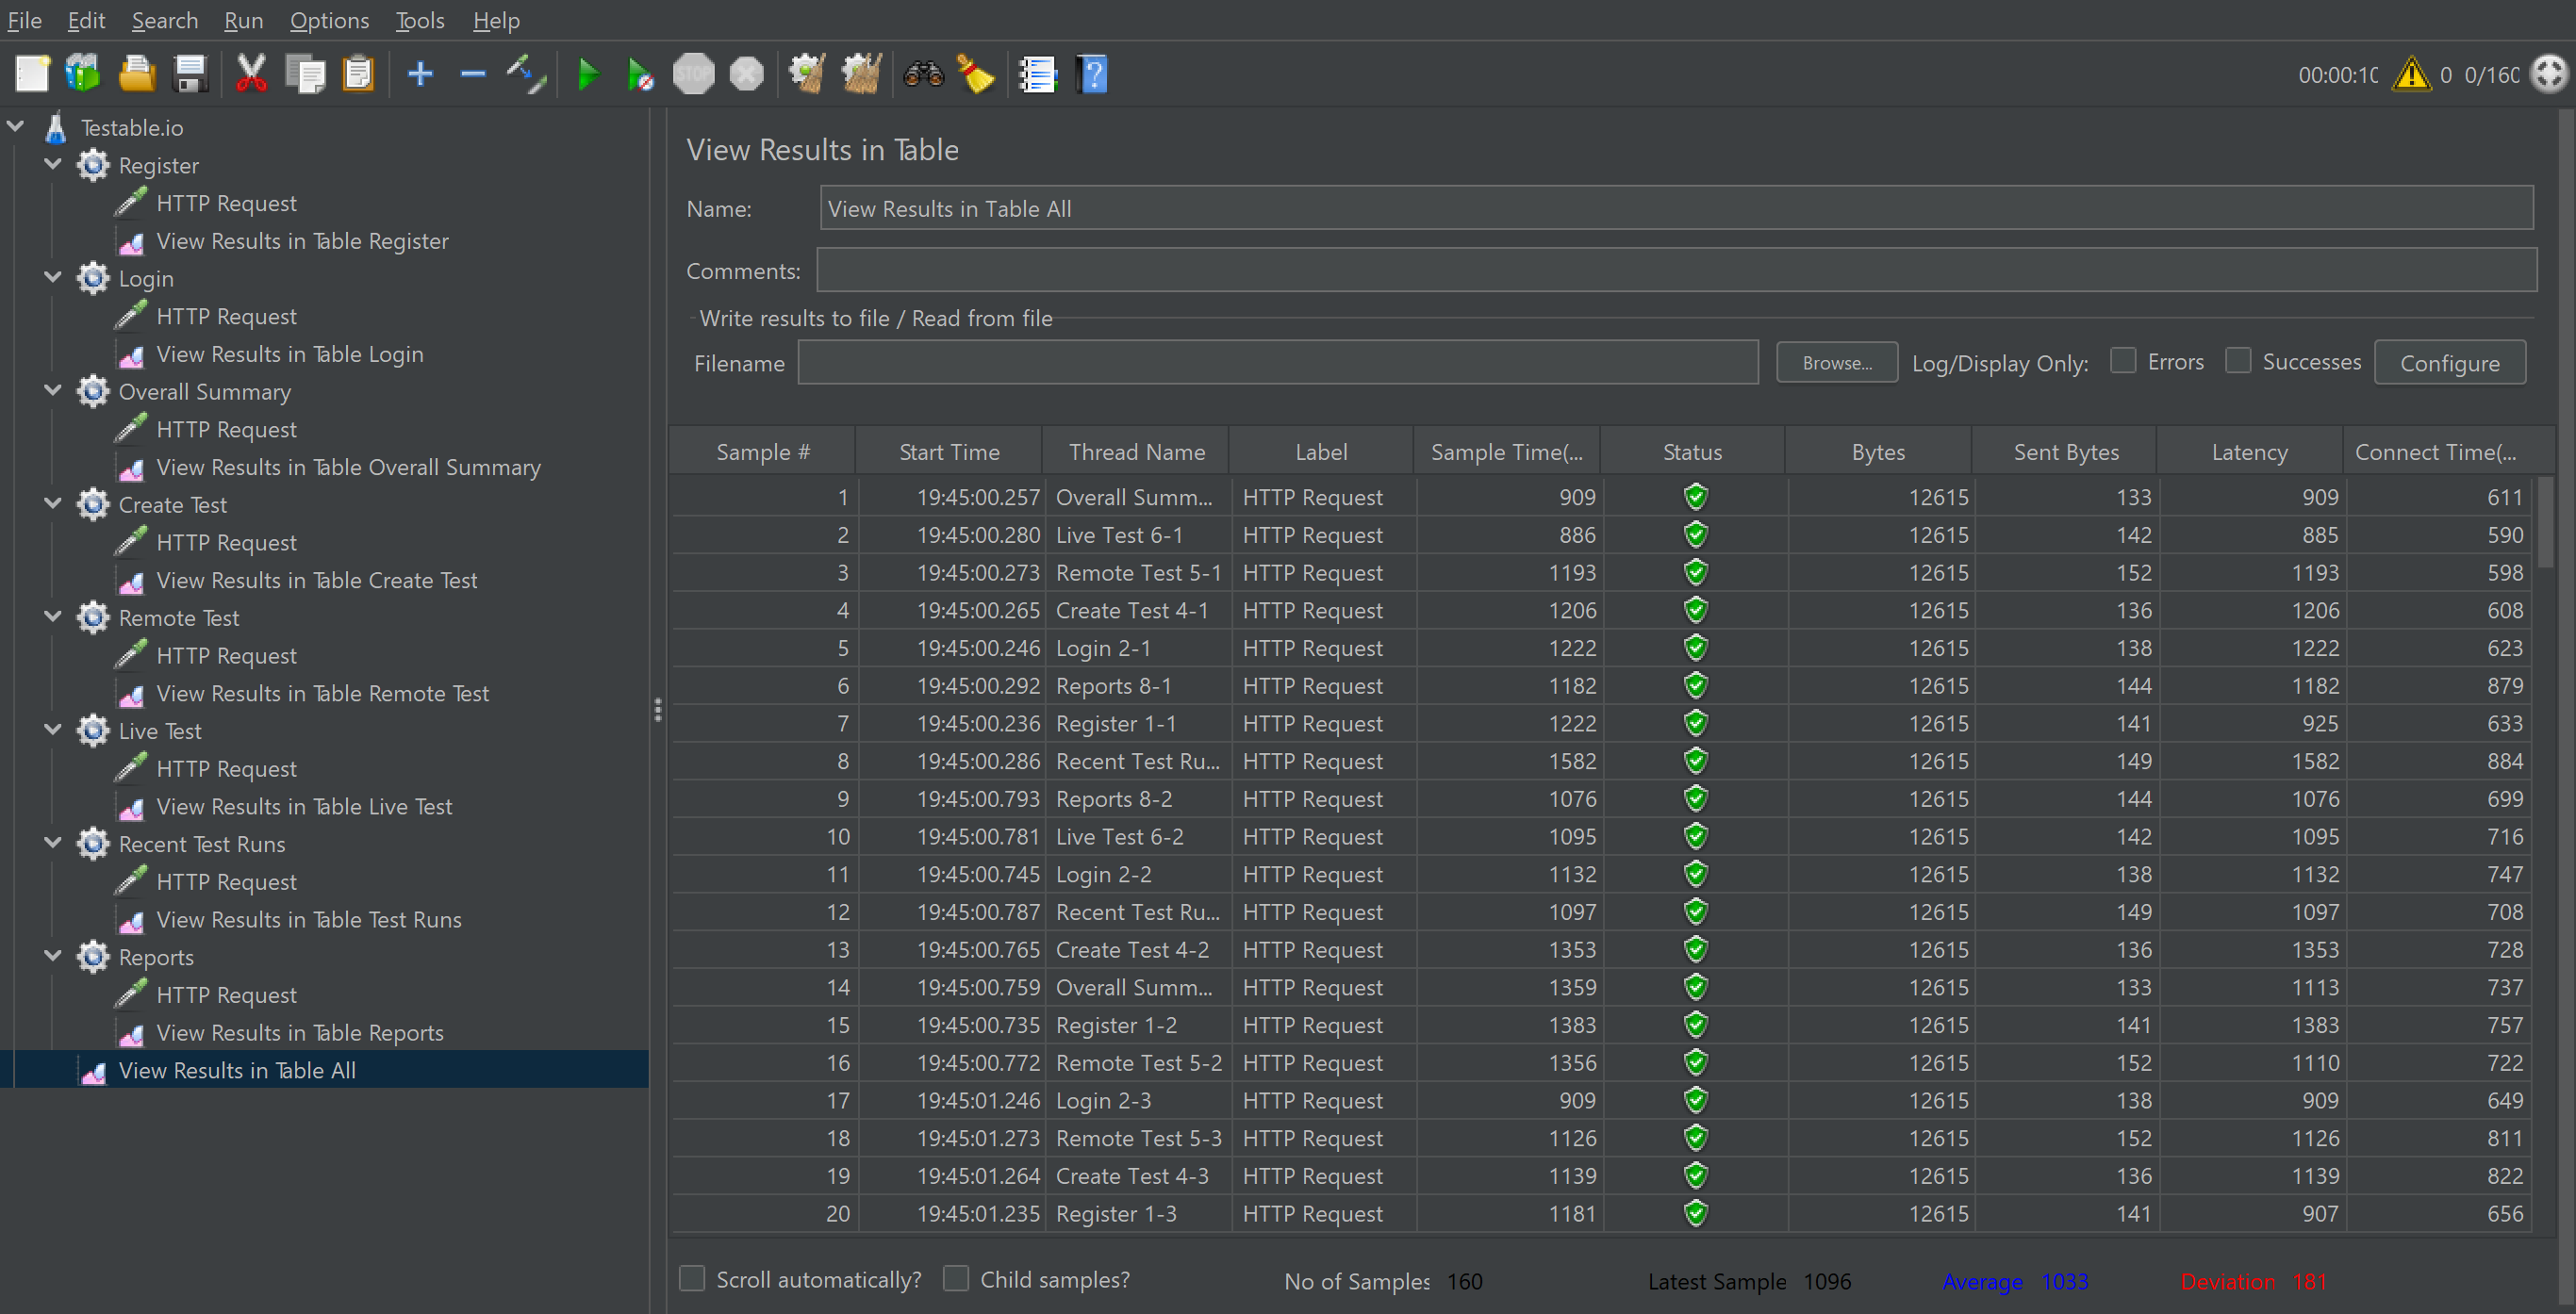 File Edit Search Run Options Tools Help
STOP
00:00:10 0 0/160
Testable.io
Register
HTTP Request
View Results in Table Register
Login
HTTP Request
View Results in Table Login
Overall Summary
HTTP Request
View Results in Table Overall Summary
Create Test
HTTP Request
View Results in Table Create Test
Remote Test
HTTP Request
View Results in Table Remote Test
Live Test
HTTP Request
View Results in Table Live Test
Recent Test Runs
HTTP Request
View Results in Table Test Runs
Reports
HTTP Request
View Results in Table Reports
View Results in Table All
View Results in Table
Name: View Results in Table All
Comments:
Write results to file / Read from file
Filename Browse... Log/Display Only: Errors Successes Configure
Sample # Start Time Thread Name Label Sample Time(... Status Bytes Sent Bytes Latency Connect Time(...
1 19:45:00.257 Overall Summ... HTTP Request 909 12615 133 909 611
2 19:45:00.280 Live Test 6-1 HTTP Request 886 12615 142 885 590
3 19:45:00.273 Remote Test 5-1 HTTP Request 1193 12615 152 1193 598
4 19:45:00.265 Create Test 4-1 HTTP Request 1206 12615 136 1206 608
5 19:45:00.246 Login 2-1 HTTP Request 1222 12615 138 1222 623
6 19:45:00.292 Reports 8-1 HTTP Request 1182 12615 144 1182 879
7 19:45:00.236 Register 1-1 HTTP Request 1222 12615 141 925 633
8 19:45:00.286 Recent Test Ru... HTTP Request 1582 12615 149 1582 884
9 19:45:00.793 Reports 8-2 HTTP Request 1076 12615 144 1076 699
10 19:45:00.781 Live Test 6-2 HTTP Request 1095 12615 142 1095 716
11 19:45:00.745 Login 2-2 HTTP Request 1132 12615 138 1132 747
12 19:45:00.787 Recent Test Ru... HTTP Request 1097 12615 149 1097 708
13 19:45:00.765 Create Test 4-2 HTTP Request 1353 12615 136 1353 728
14 19:45:00.759 Overall Summ... HTTP Request 1359 12615 133 1113 737
15 19:45:00.735 Register 1-2 HTTP Request 1383 12615 141 1383 757
16 19:45:00.772 Remote Test 5-2 HTTP Request 1356 12615 152 1110 722
17 19:45:01.246 Login 2-3 HTTP Request 909 12615 138 909 649
18 19:45:01.273 Remote Test 5-3 HTTP Request 1126 12615 152 1126 811
19 19:45:01.264 Create Test 4-3 HTTP Request 1139 12615 136 1139 822
20 19:45:01.235 Register 1-3 HTTP Request 1181 12615 141 907 656
Scroll automatically? Child samples? No of Samples 160 Latest Sample 1096 Average 1033 Deviation 181